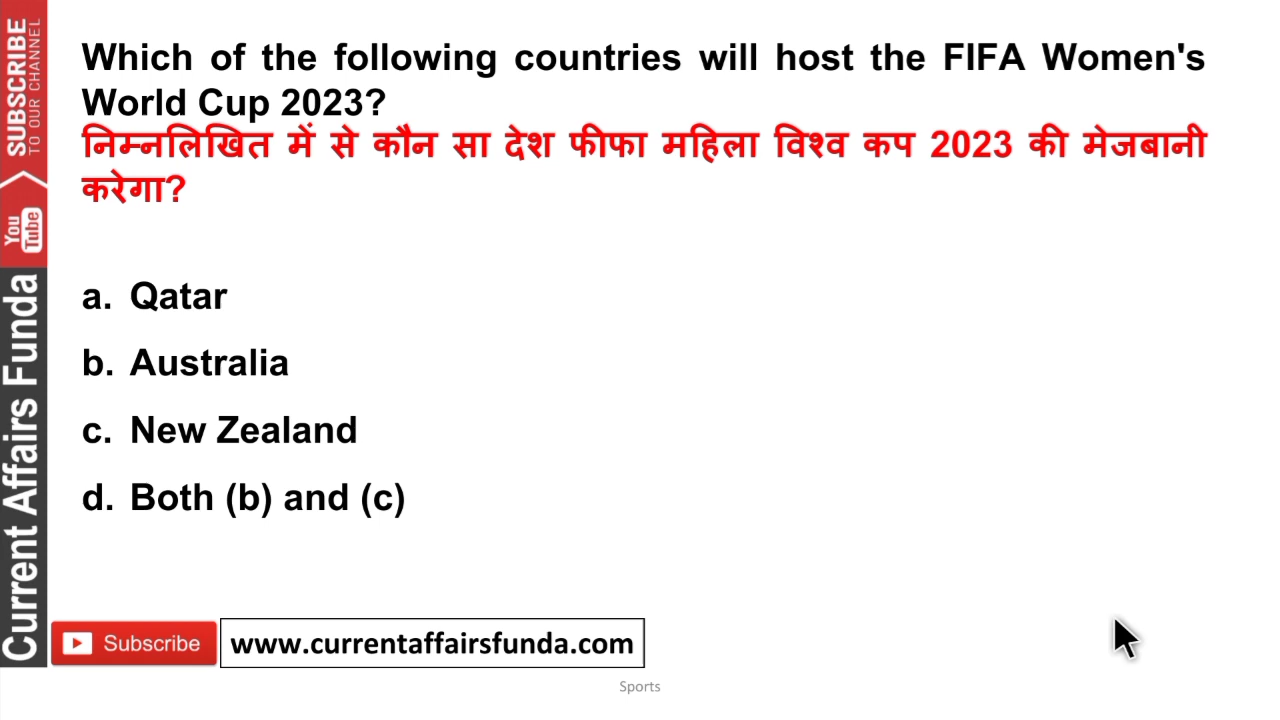 Which of the following countries will host the FIFA Women's
World Cup 2023?
निम्नलिखित में से कौन सा देश फीफा महिला विश्व कप 2023 की मेजबानी
करेगा?
a. Qatar
b. Australia
c. New Zealand
d. Both (b) and (c)
SUBSCRIBE
TO OUR CHANNEL
You
Tube
Current Affairs Funda
Subscribe
www.currentaffairsfunda.com
Sports